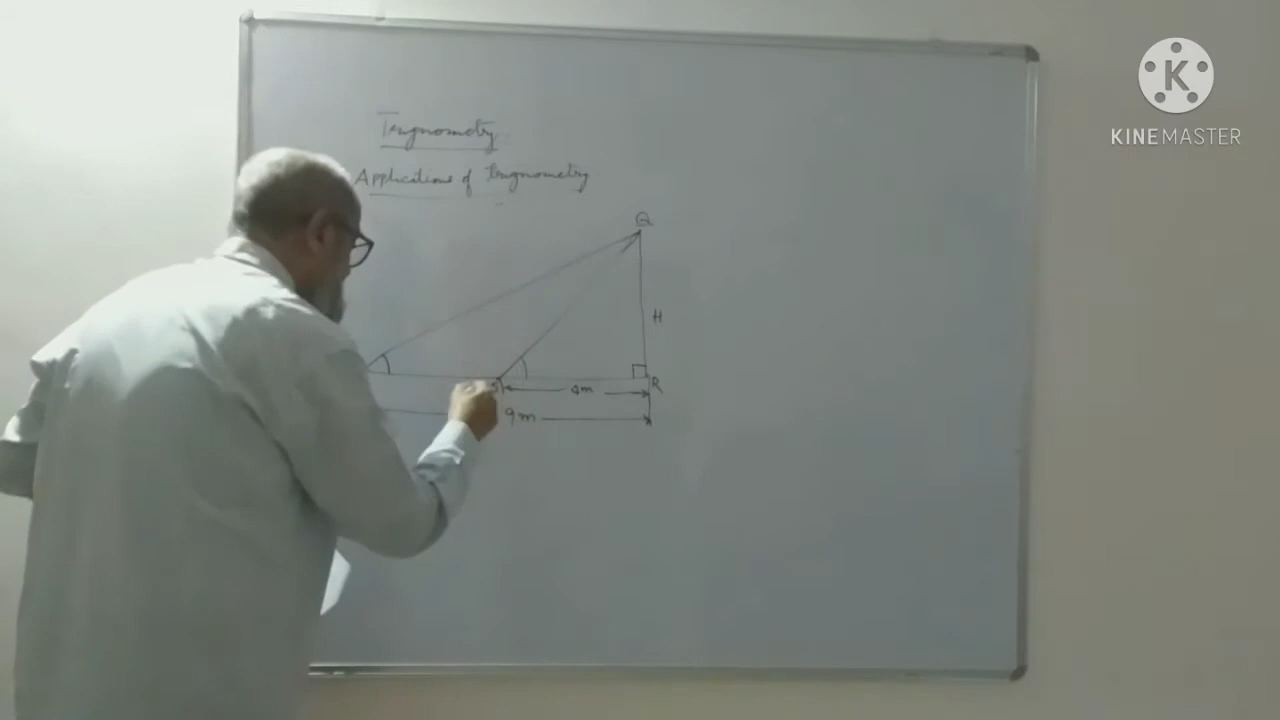 Trignometry
Applications of Trignometry
Q
H
4m
R
9m
K
KINEMASTER